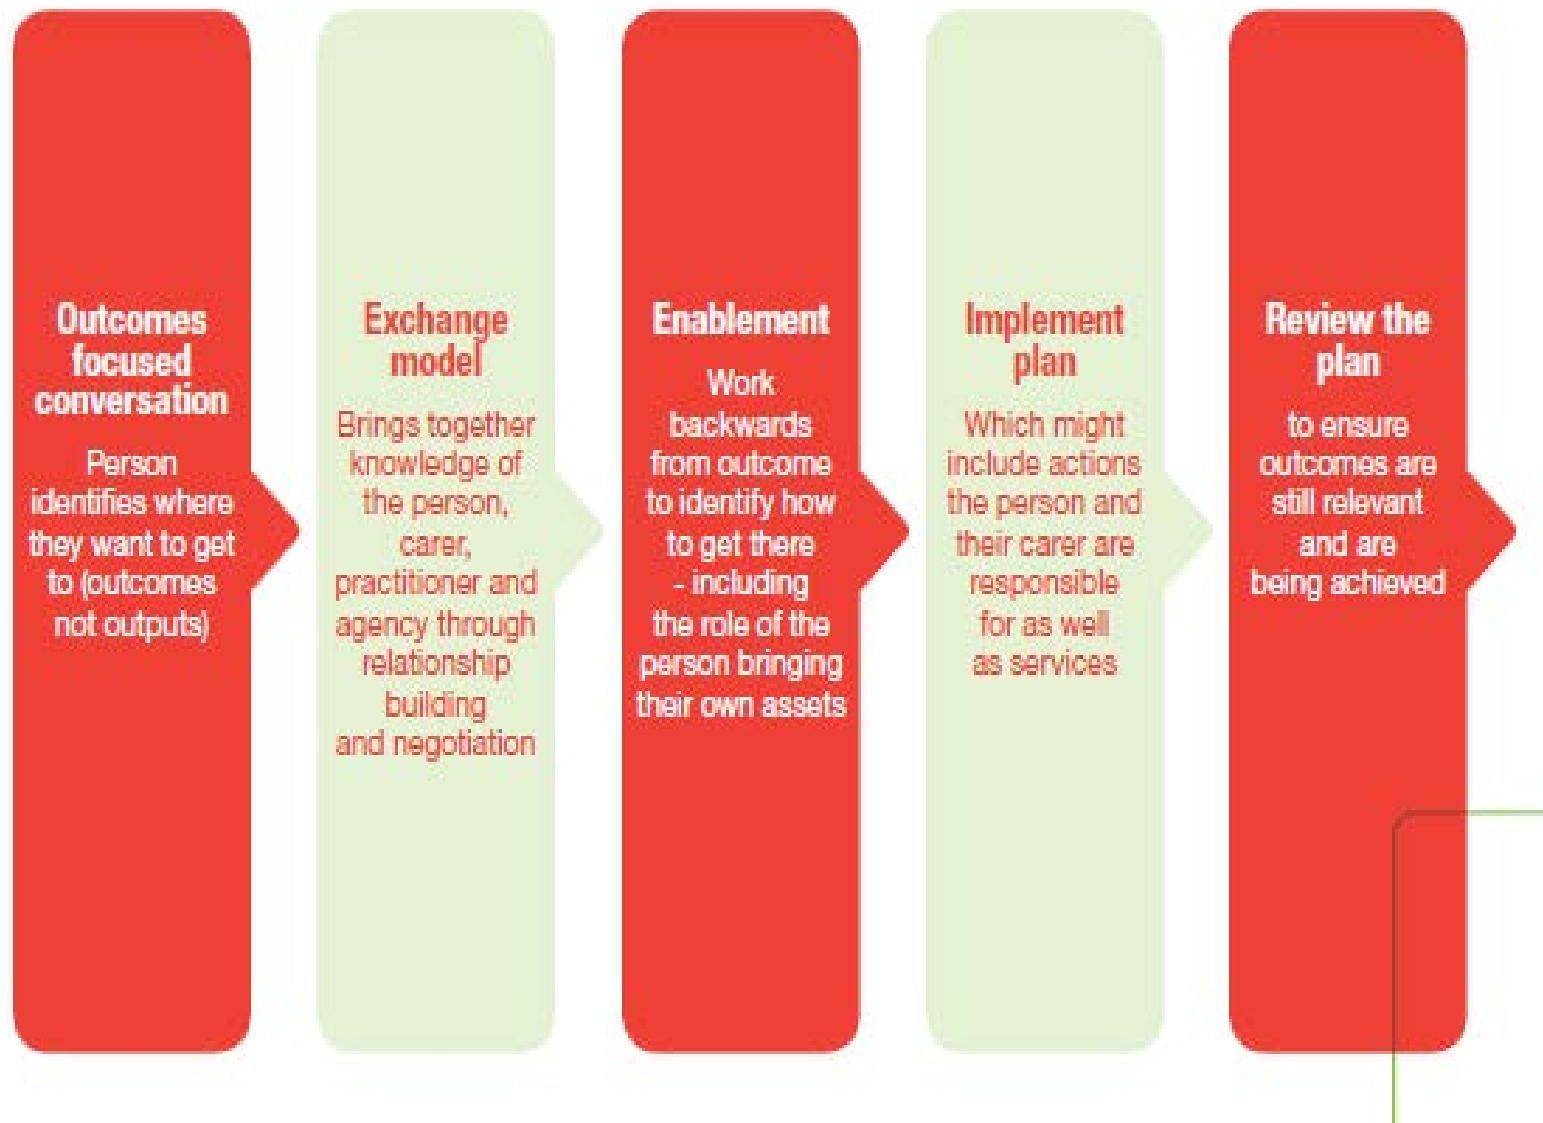 Outcomes
focused
conversation
Person
identifies where
they want to get
to (outcomes
not outputs)
Exchange
model
Brings together
knowledge of
the person,
carer,
practitioner and
agency through
relationship
building
and negotiation
Enablement
Work
backwards
from outcome
to identify how
to get there
- including
the role of the
person bringing
their own assets
Implement
plan
Which might
include actions
the person and
their carer are
responsible
for as well
as services
Review the
plan
to ensure
outcomes are
still relevant
and are
being achieved